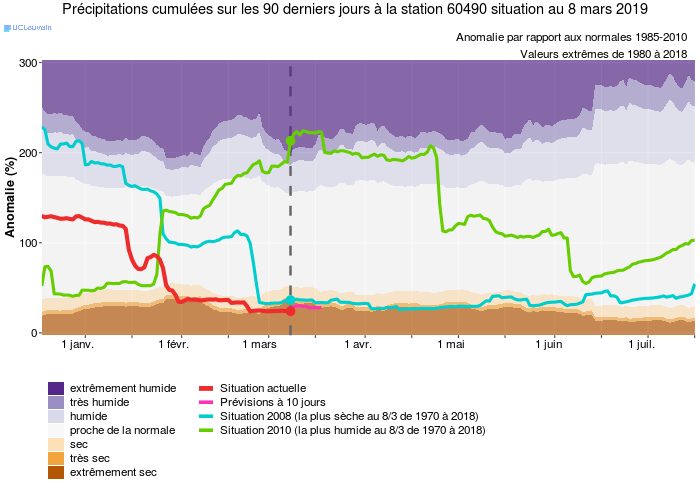 Précipitations cumulées sur les 90 derniers jours à la station 60490 situation au 8 mars 2019
UCLouvain
Anomalie par rapport aux normales 1985-2010
Valeurs extrêmes de 1980 à 2018
Anomalie (%)
300
200
100
0
1 janv.
1 févr.
1 mars
1 avr.
1 mai
1 juin
1 juil.
extrêmement humide
très humide
humide
proche de la normale
sec
très sec
extrêmement sec
Situation actuelle
Prévisions à 10 jours
Situation 2008 (la plus sèche au 8/3 de 1970 à 2018)
Situation 2010 (la plus humide au 8/3 de 1970 à 2018)